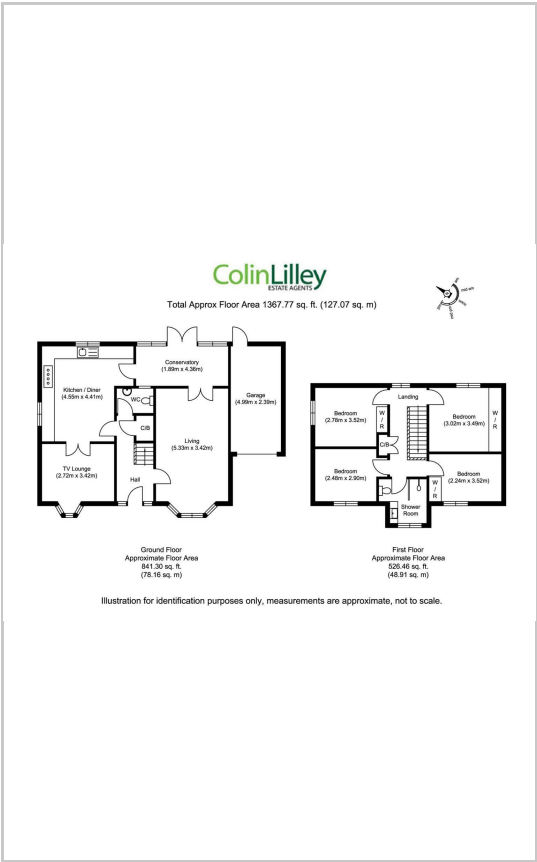 ColinLilley
ESTATE AGENTS
Total Approx Floor Area 1367.77 sq. ft. (127.07 sq. m)
Conservatory
(1.89m x 4.36m)
Kitchen / Diner
(4.55m x 4.41m)
WC
C/B
Garage
(4.99m x 2.39m)
Living
(5.33m x 3.42m)
TV Lounge
(2.72m x 3.42m)
Hall
Landing
Bedroom
(2.78m x 3.52m)
W
/
R
Bedroom
(3.02m x 3.49m)
W
/
R
C/B
Bedroom
(2.48m x 2.90m)
W
/
R
Bedroom
(2.24m x 3.52m)
Shower
Room
Ground Floor
Approximate Floor Area
841.30 sq. ft.
(78.16 sq. m)
First Floor
Approximate Floor Area
526.46 sq. ft.
(48.91 sq. m)
Illustration for identification purposes only, measurements are approximate, not to scale.